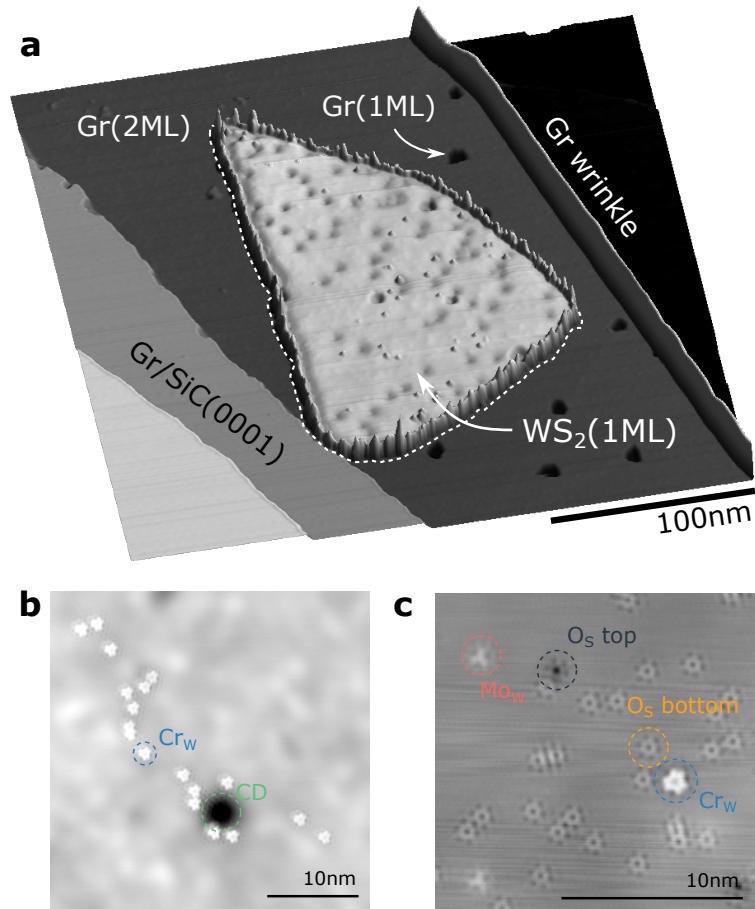 a
Gr(2ML)
Gr(1ML)
Gr wrinkle
Gr/SiC(0001)
WS₂(1ML)
100nm
b
Cr_W
CD
10nm
c
O_S top
Mo_W
O_S bottom
Cr_W
10nm